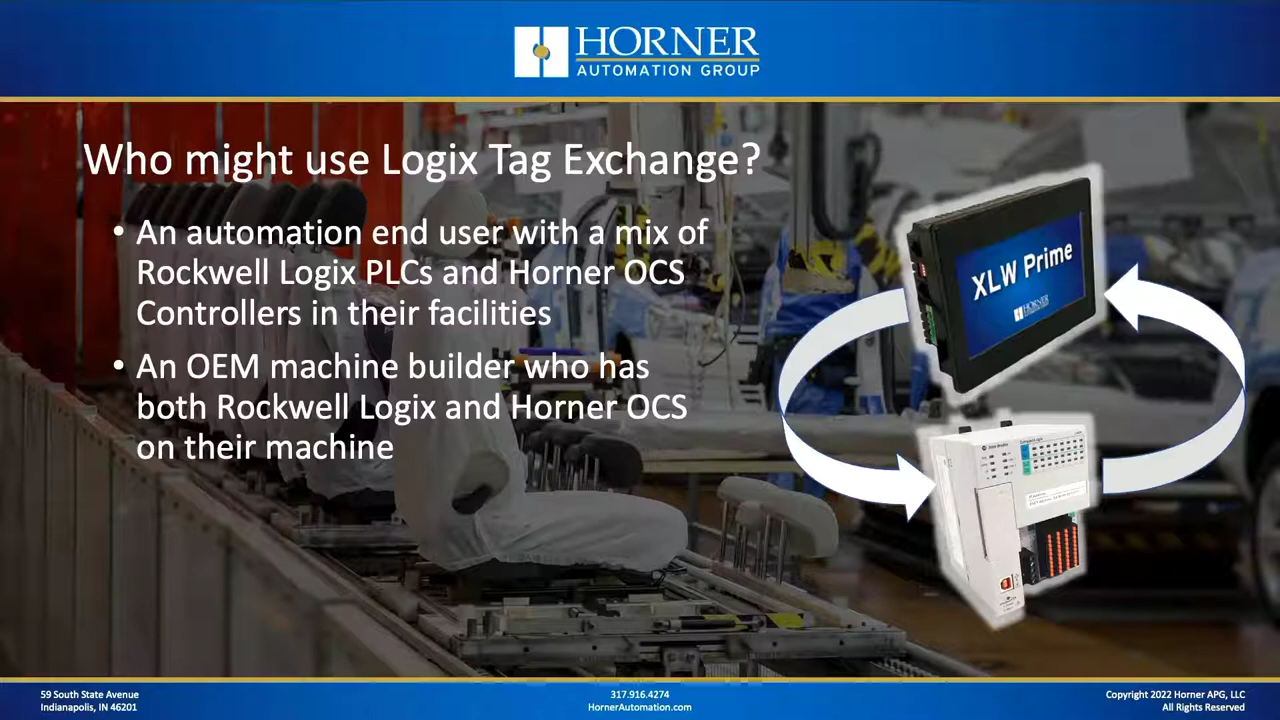 HORNER
AUTOMATION GROUP
Who might use Logix Tag Exchange?
• An automation end user with a mix of
Rockwell Logix PLCs and Horner OCS
Controllers in their facilities
• An OEM machine builder who has
both Rockwell Logix and Horner OCS
on their machine
XLW Prime
HORNER
59 South State Avenue
Indianapolis, IN 46201
317.916.4274
HornerAutomation.com
Copyright 2022 Horner APG, LLC
All Rights Reserved